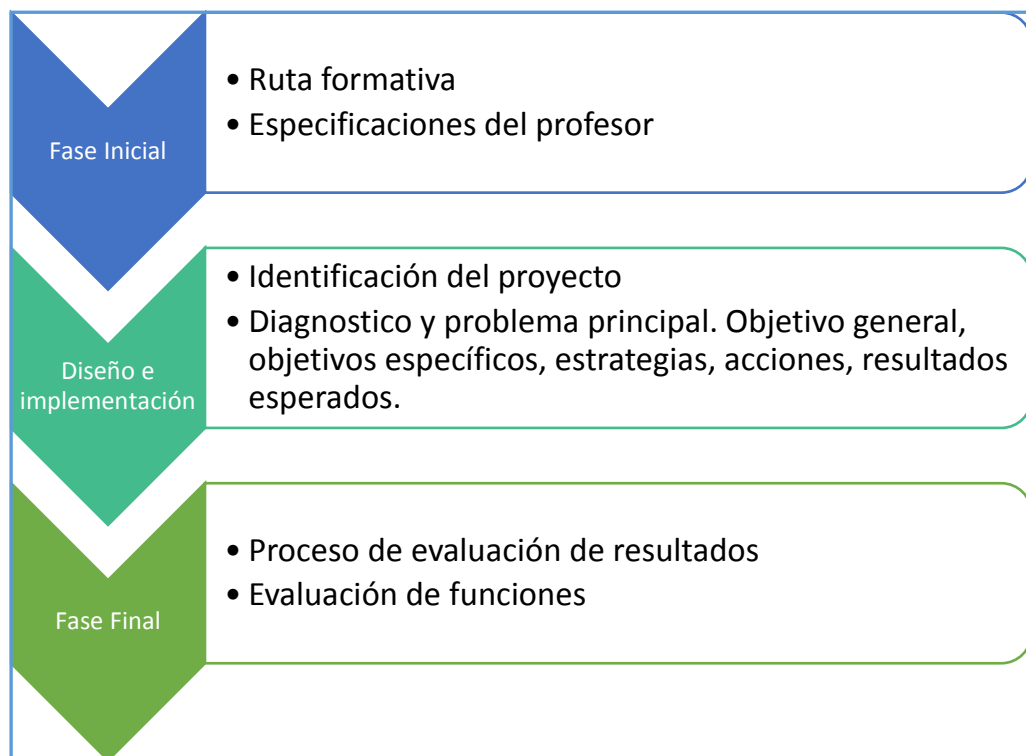 Fase Inicial
• Ruta formativa
• Especificaciones del profesor
Diseño e
implementación
• Identificación del proyecto
• Diagnostico y problema principal. Objetivo general,
objetivos específicos, estrategias, acciones, resultados
esperados.
Fase Final
• Proceso de evaluación de resultados
• Evaluación de funciones